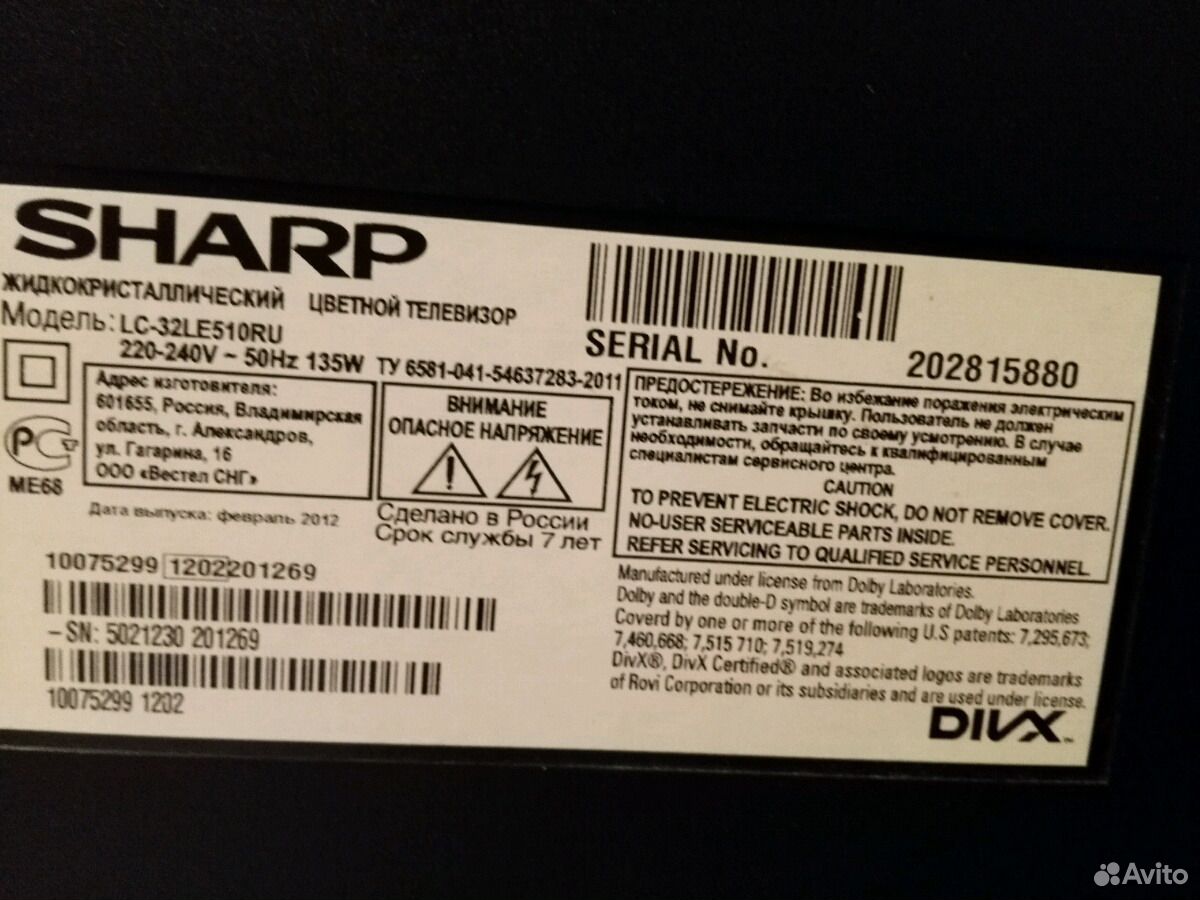 SHARP
ЖИДКОКРИСТАЛЛИЧЕСКИЙ ЦВЕТНОЙ ТЕЛЕВИЗОР
Модель: LC-32LE510RU
220-240V ~ 50Hz 135W ТУ 6581-041-54637283-2011
SERIAL No. 202815880
Адрес изготовителя:
601655, Россия, Владимирская
область, г. Александров,
ул. Гагарина, 16
ООО «Вестел СНГ»
РС
ME68
ВНИМАНИЕ
ОПАСНОЕ НАПРЯЖЕНИЕ
Дата выпуска: февраль 2012
Сделано в России
Срок службы 7 лет
ПРЕДОСТЕРЕЖЕНИЕ: Во избежание поражения электрическим
током, не снимайте крышку. Пользователь не должен
устанавливать запчасти по своему усмотрению. В случае
необходимости, обращайтесь к квалифицированным
специалистам сервисного центра.
CAUTION
TO PREVENT ELECTRIC SHOCK, DO NOT REMOVE COVER.
NO-USER SERVICEABLE PARTS INSIDE.
REFER SERVICING TO QUALIFIED SERVICE PERSONNEL.
10075299 1202 201269
-SN: 5021230 201269
10075299 1202
Manufactured under license from Dolby Laboratories.
Dolby and the double-D symbol are trademarks of Dolby Laboratories
Coverd by one or more of the following U.S patents: 7,295,673;
7,460,668; 7,515 710; 7,519,274
DivX®, DivX Certified® and associated logos are trademarks
of Rovi Corporation or its subsidiaries and are used under license.
DIVX™
Avito